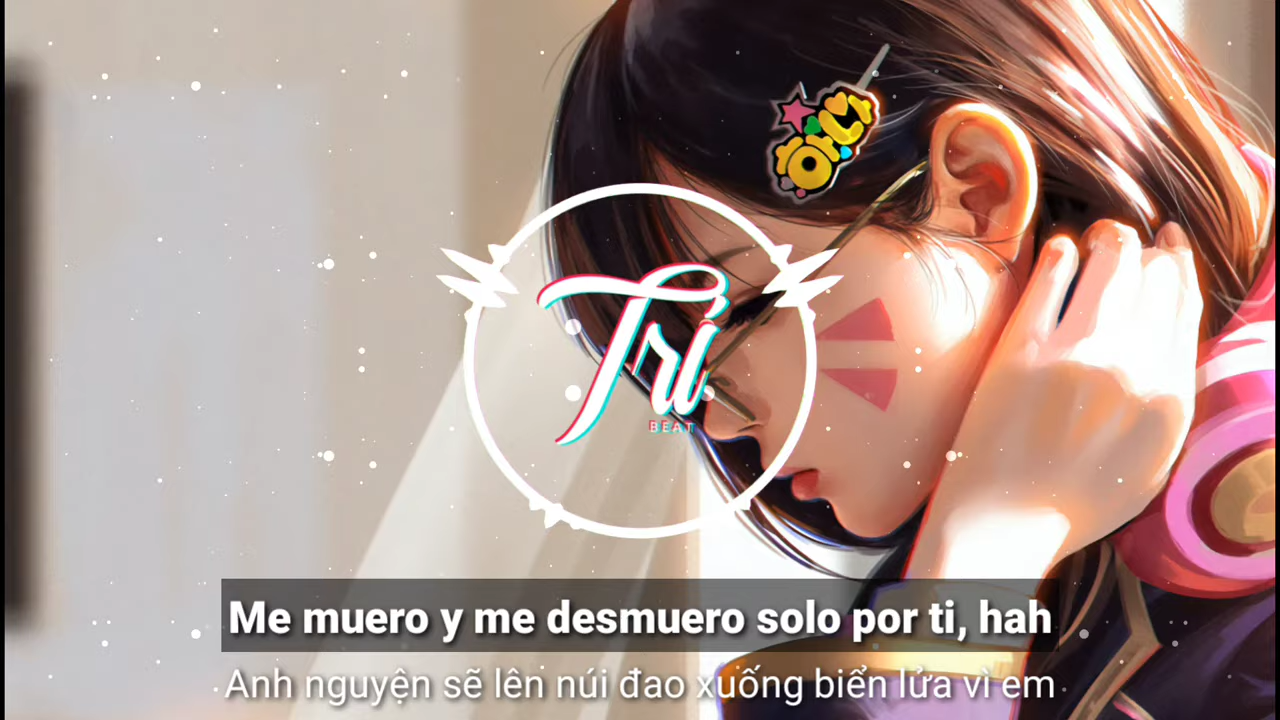 Tri
BEAT
Me muero y me desmuero solo por ti, hah
Anh nguyện sẽ lên núi đao xuống biển lửa vì em